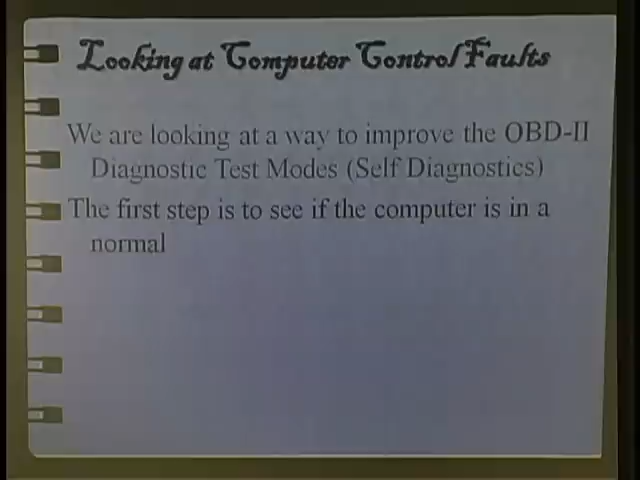 Looking at Computer Control Faults
We are looking at a way to improve the OBD-II
Diagnostic Test Modes (Self Diagnostics)
The first step is to see if the computer is in a
normal